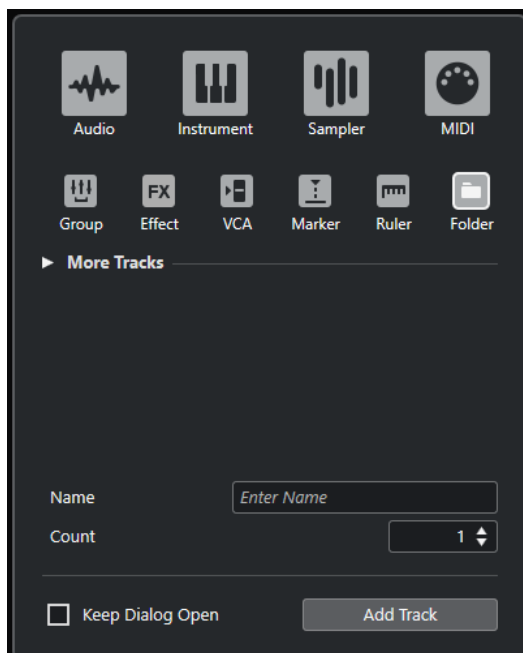 Audio Instrument Sampler MIDI
FX
Group Effect VCA Marker Ruler Folder
More Tracks
Name Enter Name
Count 1
Keep Dialog Open Add Track